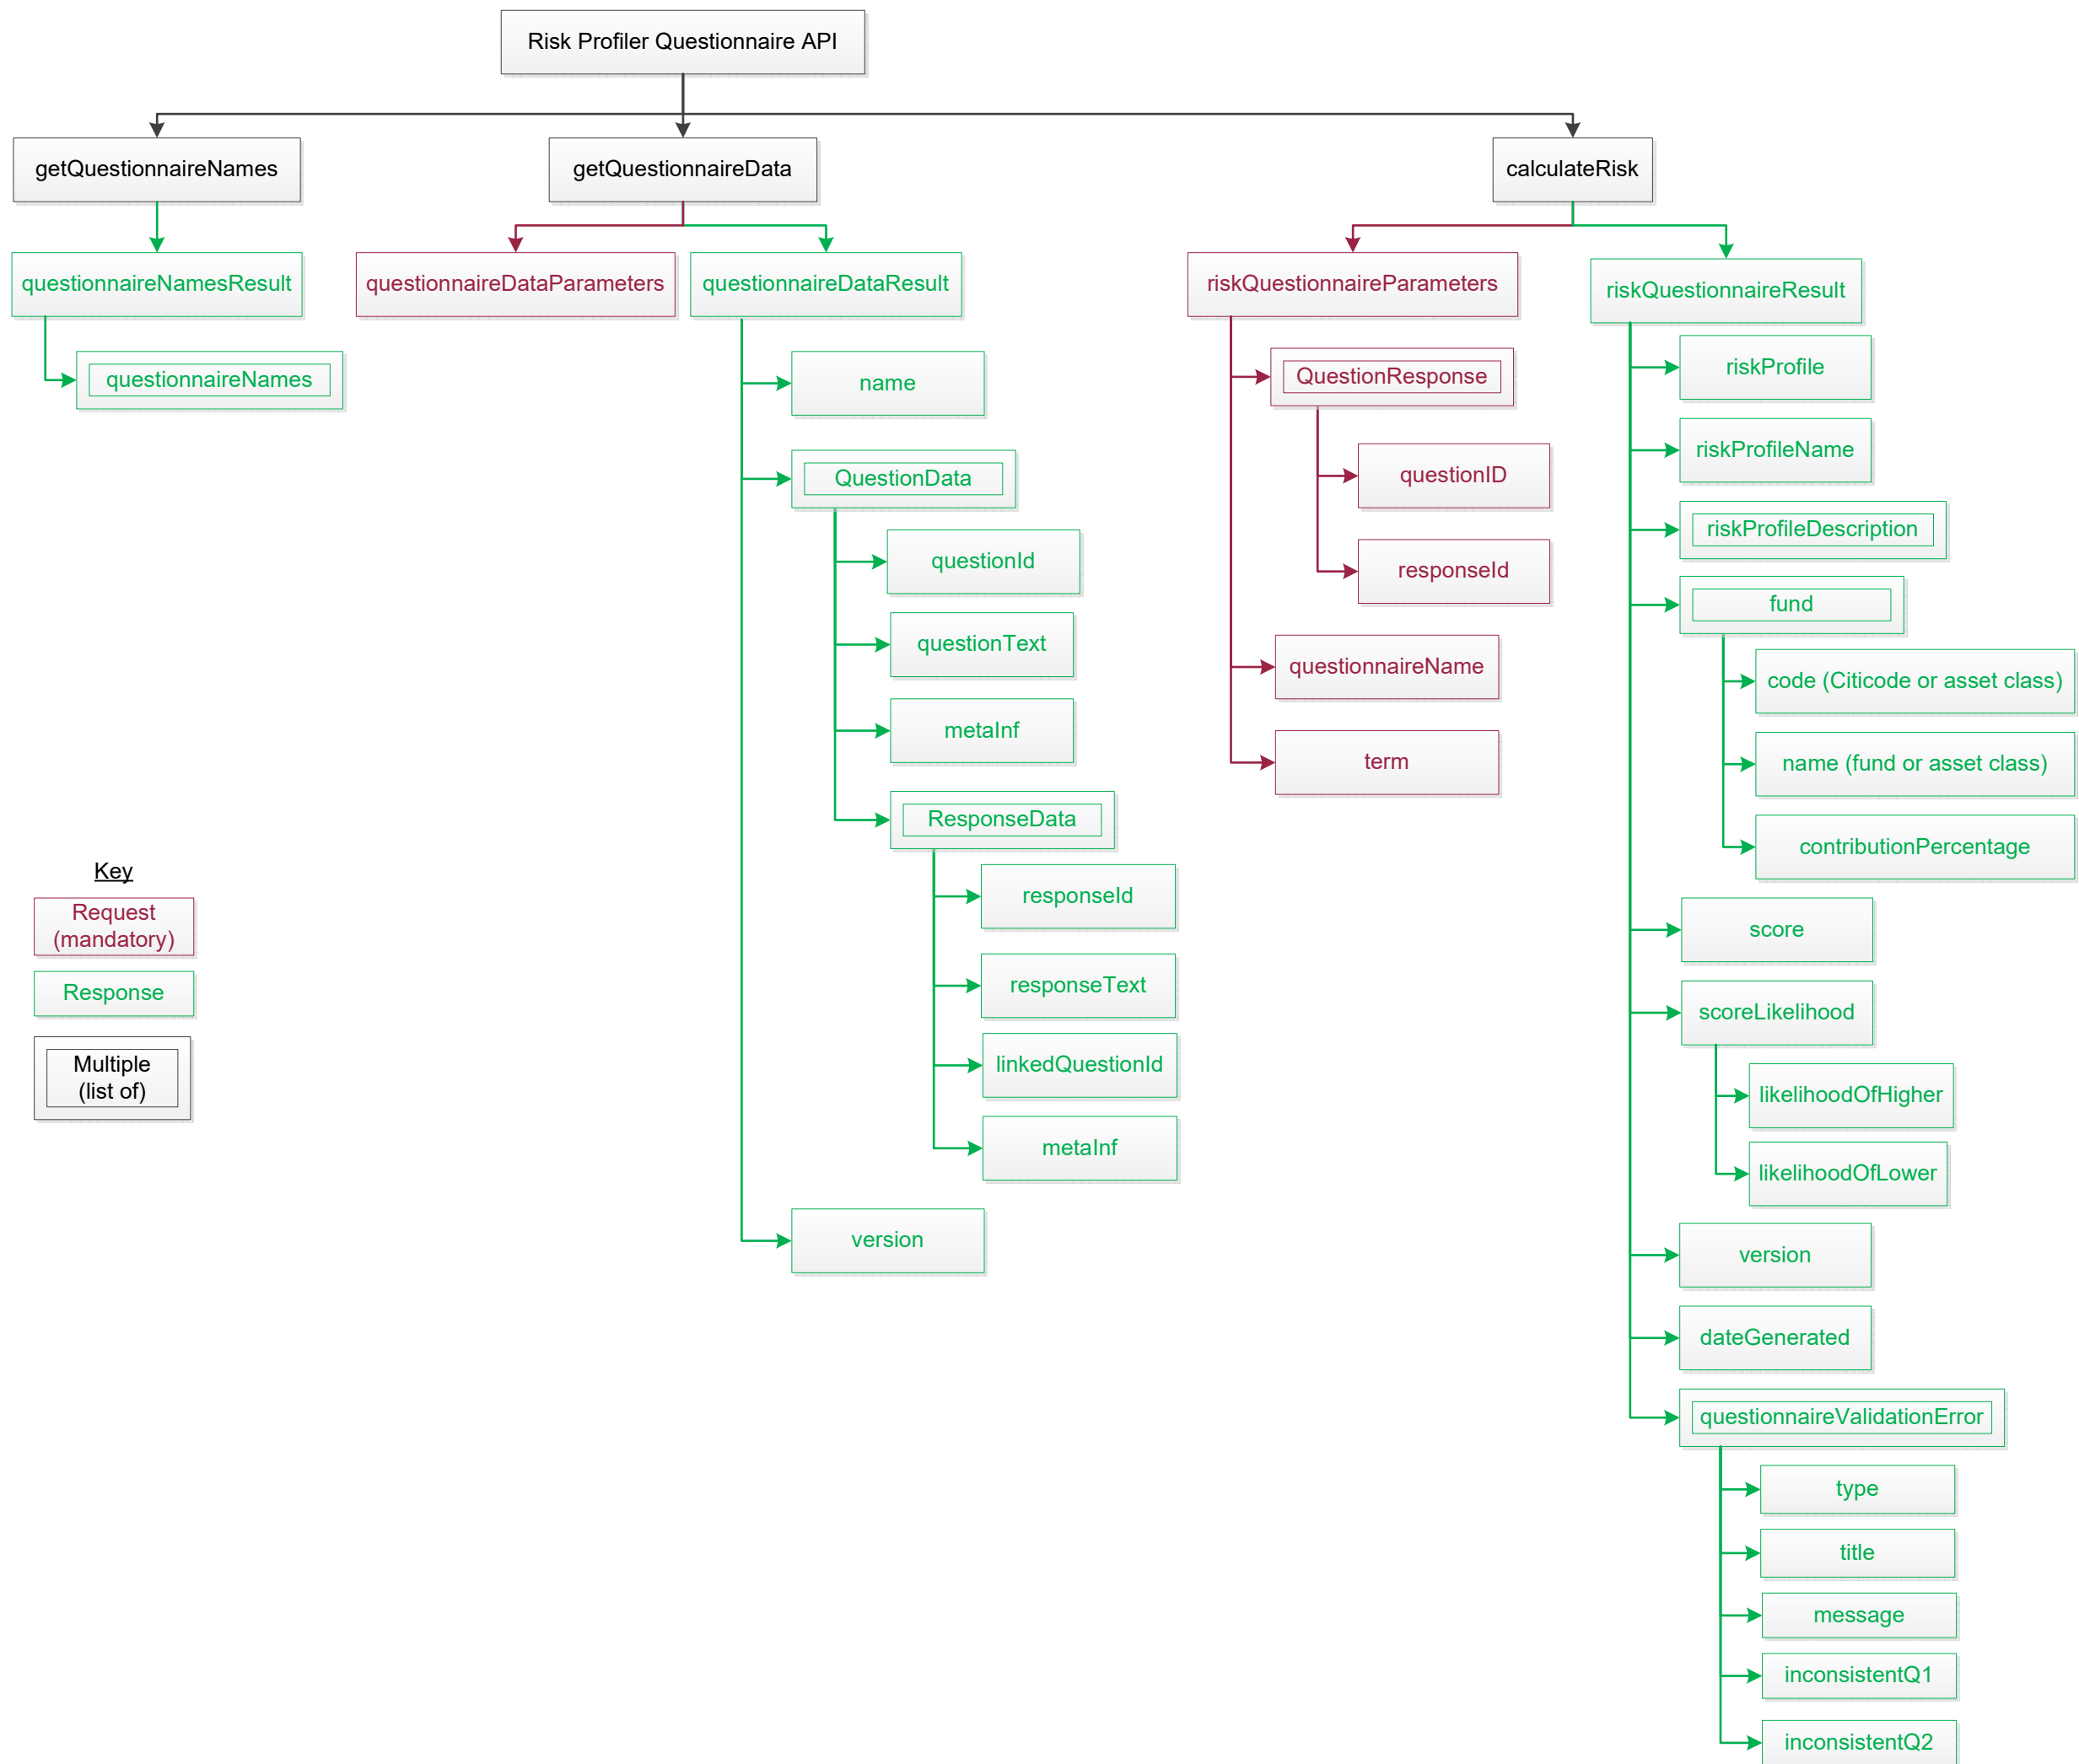 Risk Profiler Questionnaire API
getQuestionnaireNames
getQuestionnaireData
calculateRisk
questionnaireNamesResult
questionnaireNames
questionnaireDataParameters
questionnaireDataResult
name
QuestionData
questionId
questionText
metaInf
ResponseData
responseId
responseText
linkedQuestionId
metaInf
version
riskQuestionnaireParameters
QuestionResponse
questionID
responseId
questionnaireName
term
riskQuestionnaireResult
riskProfile
riskProfileName
riskProfileDescription
fund
code (Citicode or asset class)
name (fund or asset class)
contributionPercentage
score
scoreLikelihood
likelihoodOfHigher
likelihoodOfLower
version
dateGenerated
questionnaireValidationError
type
title
message
inconsistentQ1
inconsistentQ2
Key
Request
(mandatory)
Response
Multiple
(list of)